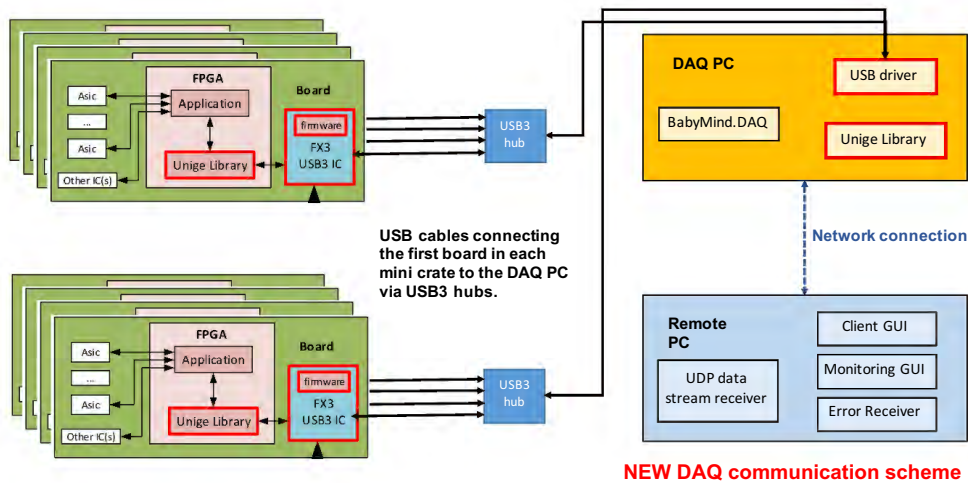 FPGA
Board
Asic
...
Asic
Other IC(s)
Application
Unige Library
firmware
FX3
USB3 IC
USB3
hub
DAQ PC
USB driver
BabyMind.DAQ
Unige Library
USB cables connecting
the first board in each
mini crate to the DAQ PC
via USB3 hubs.
Network connection
FPGA
Board
Asic
...
Asic
Other IC(s)
Application
Unige Library
firmware
FX3
USB3 IC
USB3
hub
Remote
PC
Client GUI
UDP data
stream receiver
Monitoring GUI
Error Receiver
NEW DAQ communication scheme